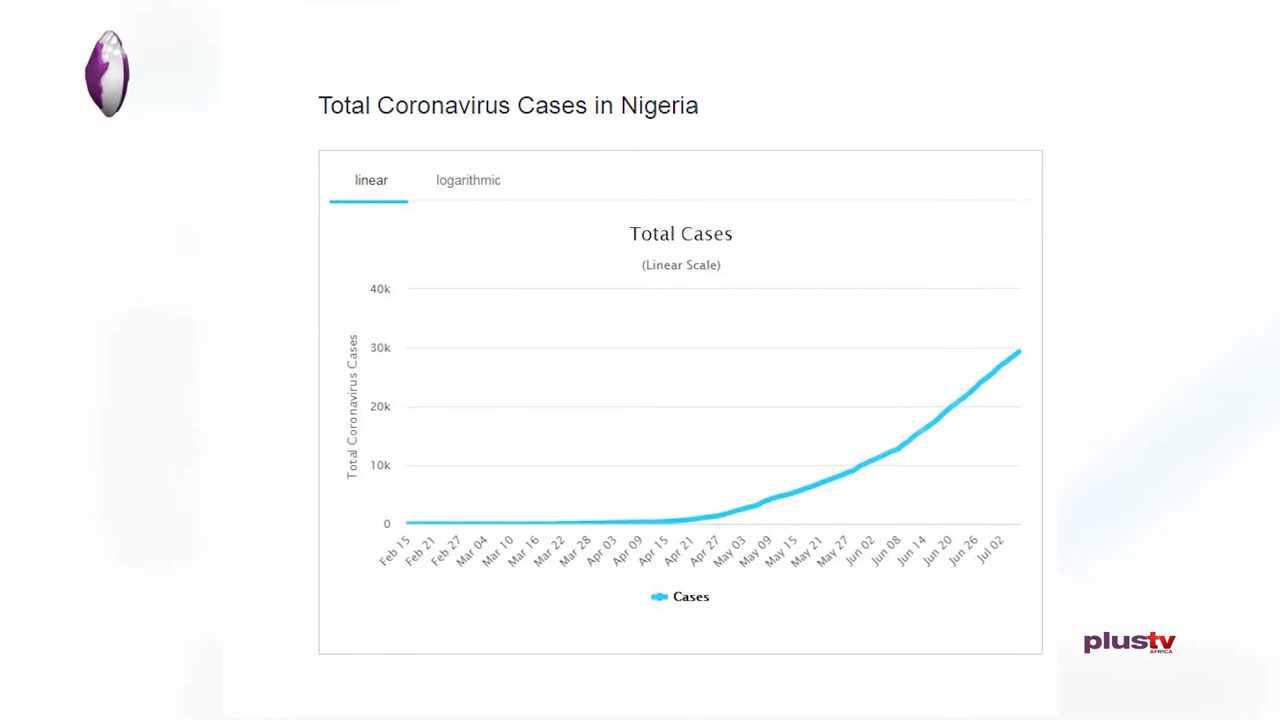 Total Coronavirus Cases in Nigeria
linear logarithmic
Total Cases
(Linear Scale)
Total Coronavirus Cases
40k
30k
20k
10k
0
Feb 15 Feb 21 Feb 27 Mar 04 Mar 10 Mar 16 Mar 22 Mar 28 Apr 03 Apr 09 Apr 15 Apr 21 Apr 27 May 03 May 09 May 15 May 21 May 27 Jun 02 Jun 08 Jun 14 Jun 20 Jun 26 Jul 02
Cases
plustv
AFRICA